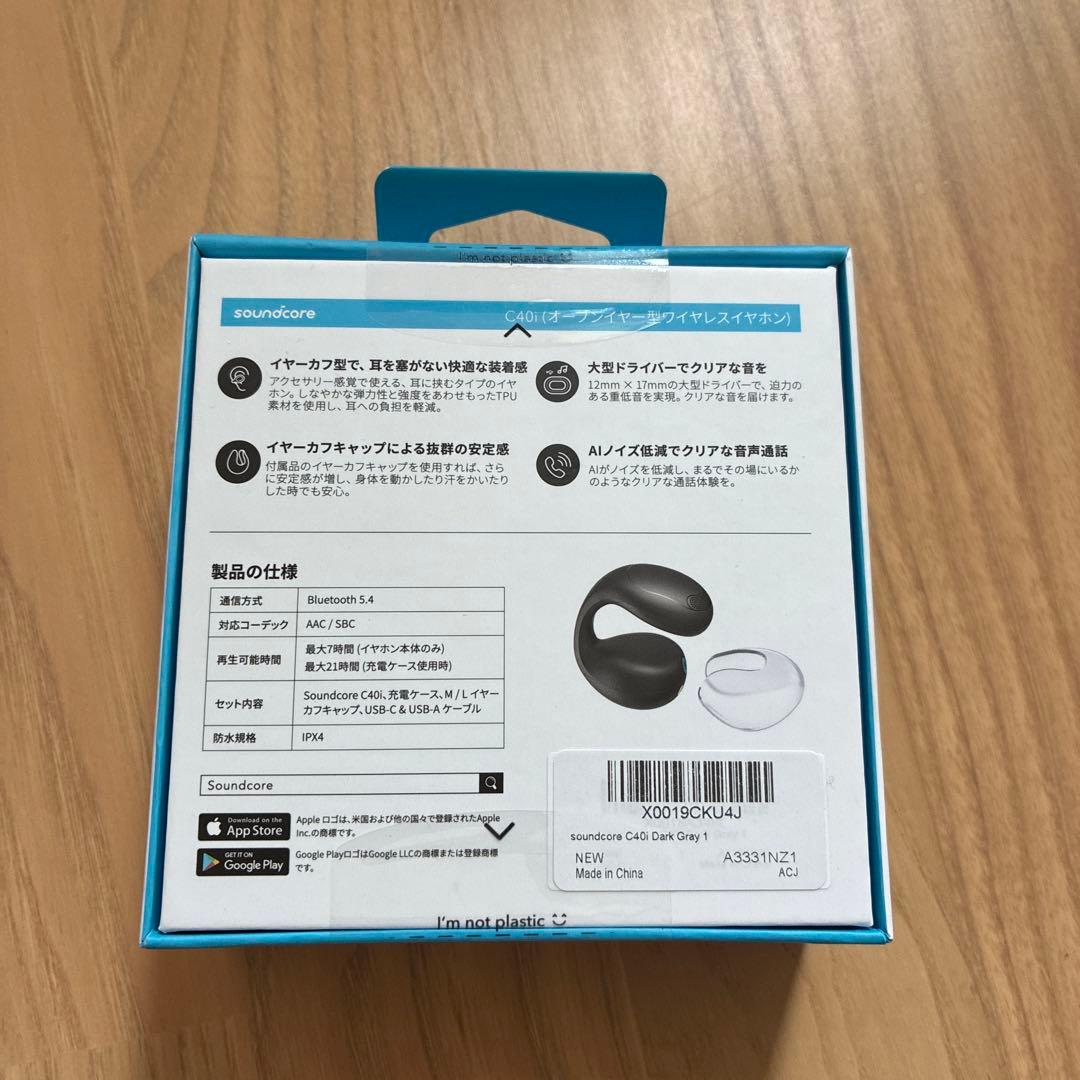 I'm not plastic
soundcore
C40i (オープンイヤー型ワイヤレスイヤホン)
イヤーカフ型で、耳を塞がない快適な装着感
アクセサリー感覚で使える、耳に挟むタイプのイヤ
ホン。しなやかな弾力性と強度をあわせもったTPU
素材を使用し、耳への負担を軽減。
大型ドライバーでクリアな音を
12mm × 17mmの大型ドライバーで、迫力の
ある重低音を実現。クリアな音を届けます。
イヤーカフキャップによる抜群の安定感
付属品のイヤーカフキャップを使用すれば、さら
に安定感が増し、身体を動かしたり汗をかいたり
した時でも安心。
AIノイズ低減でクリアな音声通話
AIがノイズを低減し、まるでその場にいるか
のようなクリアな通話体験を。
製品の仕様
通信方式 Bluetooth 5.4
対応コーデック AAC / SBC
再生可能時間 最大7時間 (イヤホン本体のみ)
最大21時間 (充電ケース使用時)
セット内容 Soundcore C40i、充電ケース、M / L イヤー
カフキャップ、USB-C & USB-A ケーブル
防水規格 IPX4
Soundcore
Download on the
App Store
Apple ロゴは、米国および他の国々で登録されたApple
Inc.の商標です。
GET IT ON
Google Play
Google PlayロゴはGoogle LLCの商標または登録商標
です。
X0019CKU4J
soundcore C40i Dark Gray 1
NEW A3331NZ1
Made in China ACJ
I'm not plastic